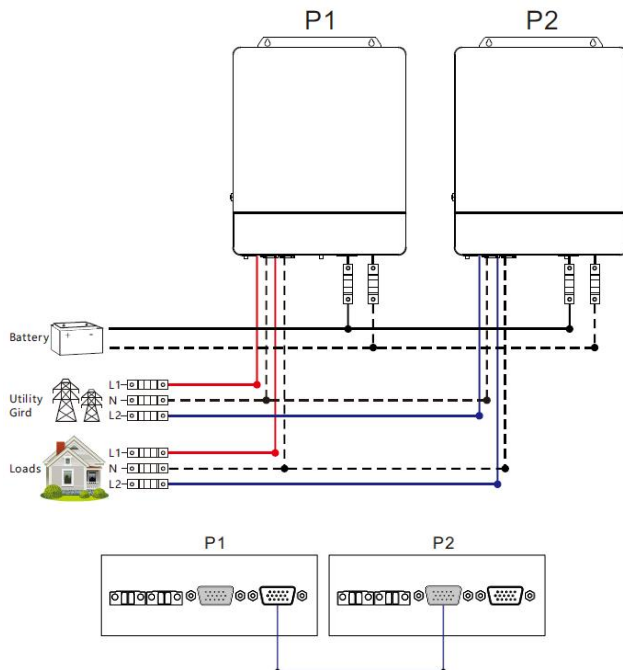 P1 P2
Battery
+ -
Utility
Gird
L1
N
L2
Loads
L1
N
L2
P1 P2